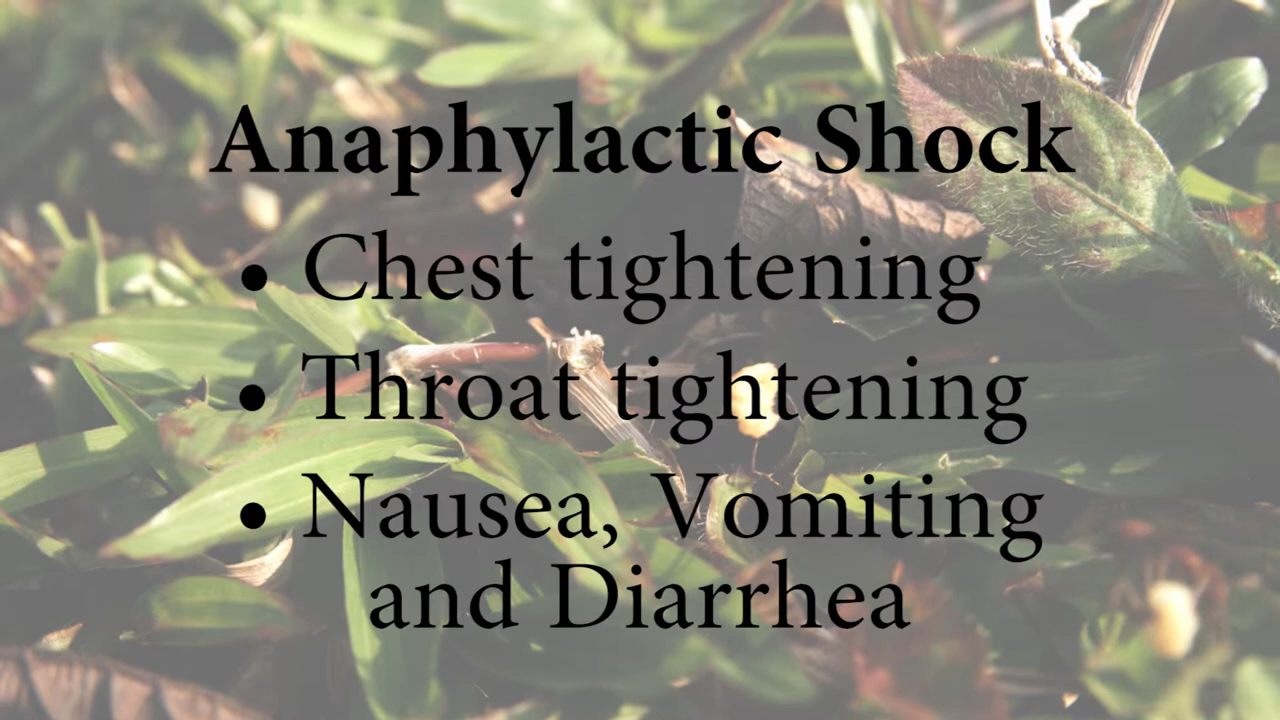 Anaphylactic Shock
• Chest tightening
• Throat tightening
• Nausea, Vomiting
and Diarrhea